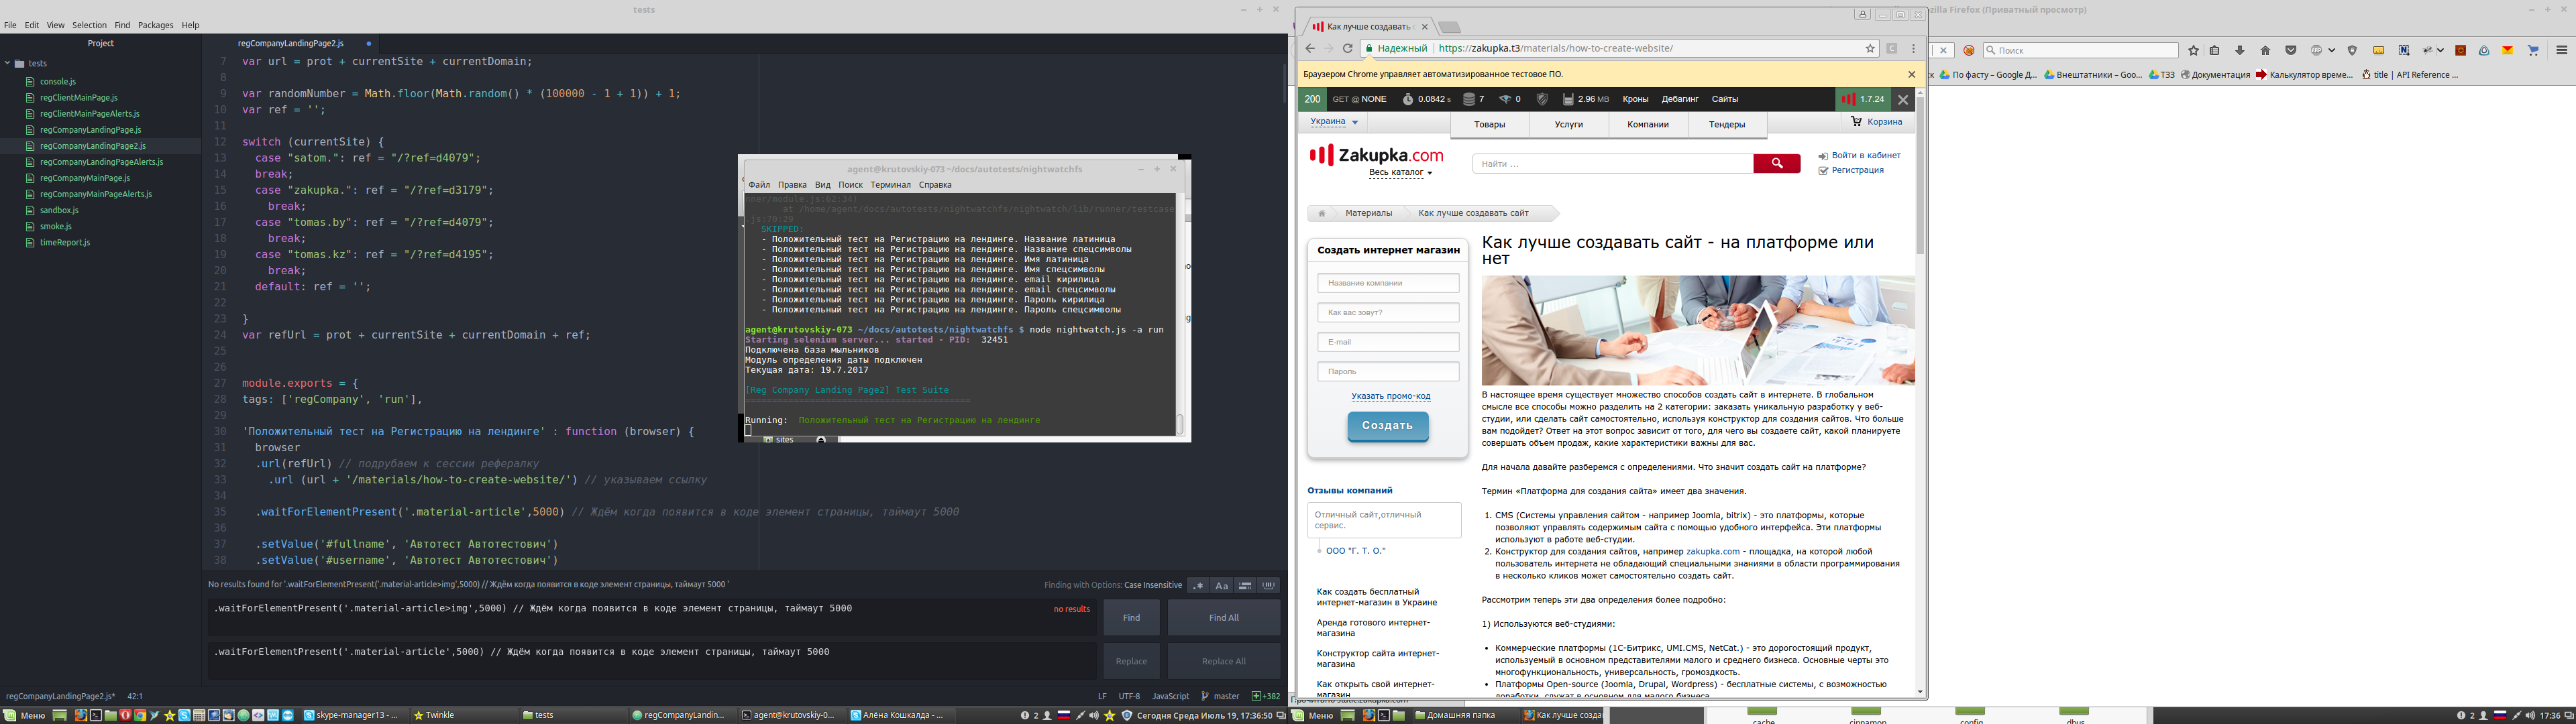 tests
File Edit View Selection Find Packages Help
Project
tests
console.js
regClientMainPage.js
regClientMainPageAlerts.js
regCompanyLandingPage.js
regCompanyLandingPage2.js
regCompanyLandingPageAlerts.js
regCompanyMainPage.js
regCompanyMainPageAlerts.js
sandbox.js
smoke.js
timeReport.js
regCompanyLandingPage2.js
7 var url = prot + currentSite + currentDomain;
8
9 var randomNumber = Math.floor(Math.random() * (100000 - 1 + 1)) + 1;
10 var ref = '';
11
12 switch (currentSite) {
13 case "satom.": ref = "/?ref=d4079";
14 break;
15 case "zakupka.": ref = "/?ref=d3179";
16 break;
17 case "tomas.by": ref = "/?ref=d4079";
18 break;
19 case "tomas.kz": ref = "/?ref=d4195";
20 break;
21 default: ref = '';
22
23 }
24 var refUrl = prot + currentSite + currentDomain + ref;
25
26
27 module.exports = {
28 tags: ['regCompany', 'run'],
29
30 'Положительный тест на Регистрацию на лендинге' : function (browser) {
31 browser
32 .url(refUrl) // подрубаем к сессии рефералку
33 .url (url + '/materials/how-to-create-website/') // указываем ссылку
34
35 .waitForElementPresent('.material-article',5000) // Ждём когда появится в коде элемент страницы, таймаут 5000
36
37 .setValue('#fullname', 'Автотест Автотестович')
38 .setValue('#username', 'Автотест Автотестович')
No results found for '.waitForElementPresent('.material-article>img',5000) // Ждём когда появится в коде элемент страницы, таймаут 5000 '
Finding with Options: Case Insensitive
.* Aa
.waitForElementPresent('.material-article>img',5000) // Ждём когда появится в коде элемент страницы, таймаут 5000
no results
Find Find All
.waitForElementPresent('.material-article',5000) // Ждём когда появится в коде элемент страницы, таймаут 5000
Replace Replace All
regCompanyLandingPage2.js* 42:1
LF UTF-8 JavaScript master +382
agent@krutovskiy-073 ~/docs/autotests/nightwatchfs
Файл Правка Вид Поиск Терминал Справка
nner/module.js:62:34)
at /home/agent/docs/autotests/nightwatchfs/nightwatch/lib/runner/testcase
.js:70:29
SKIPPED:
- Положительный тест на Регистрацию на лендинге. Название латиница
- Положительный тест на Регистрацию на лендинге. Название спецсимволы
- Положительный тест на Регистрацию на лендинге. Имя латиница
- Положительный тест на Регистрацию на лендинге. Имя спецсимволы
- Положительный тест на Регистрацию на лендинге. email кирилица
- Положительный тест на Регистрацию на лендинге. email спецсимволы
- Положительный тест на Регистрацию на лендинге. Пароль кирилица
- Положительный тест на Регистрацию на лендинге. Пароль спецсимволы
agent@krutovskiy-073 ~/docs/autotests/nightwatchfs $ node nightwatch.js -a run
Starting selenium server... started - PID: 32451
Подключена база мыльников
Модуль определения даты подключен
Текущая дата: 19.7.2017
[Reg Company Landing Page2] Test Suite
======================================
Running: Положительный тест на Регистрацию на лендинге
sites
Как лучше создавать с
Надежный https://zakupka.t3/materials/how-to-create-website/
Браузером Chrome управляет автоматизированное тестовое ПО.
200 GET @ NONE 0.0842 s 7 0 2.96 MB Кроны Дебагинг Сайты 1.7.24
Украина
Товары Услуги Компании Тендеры
Корзина
Zakupka.com
Весь каталог
Найти ...
Войти в кабинет
Регистрация
Материалы Как лучше создавать сайт
Создать интернет магазин
Название компании
Как вас зовут?
E-mail
Пароль
Указать промо-код
Создать
Отзывы компаний
Отличный сайт,отличный
сервис.
ООО "Г. Т. О."
Как создать бесплатный
интернет-магазин в Украине
Аренда готового интернет-
магазина
Конструктор сайта интернет-
магазина
Как открыть свой интернет-
магазин
Как лучше создавать сайт - на платформе или
нет
В настоящее время существует множество способов создать сайт в интернете. В глобальном
смысле все способы можно разделить на 2 категории: заказать уникальную разработку у веб-
студии, или сделать сайт самостоятельно, используя конструктор для создания сайтов. Что больше
вам подойдет? Ответ на этот вопрос зависит от того, для чего вы создаете сайт, какой планируете
совершать объем продаж, какие характеристики важны для вас.
Для начала давайте разберемся с определениями. Что значит создать сайт на платформе?
Термин «Платформа для создания сайта» имеет два значения.
1. CMS (Системы управления сайтом - например Joomla, bitrix) - это платформы, которые
позволяют управлять содержимым сайта с помощью удобного интерфейса. Эти платформы
используют в работе веб-студии.
2. Конструктор для создания сайтов, например zakupka.com - площадка, на которой любой
пользователь интернета не обладающий специальными знаниями в области программирования
в несколько кликов может самостоятельно создать сайт.
Рассмотрим теперь эти два определения более подробно:
1) Используются веб-студиями:
• Коммерческие платформы (1С-Битрикс, UMI.CMS, NetCat.) - это дорогостоящий продукт,
используемый в основном представителями малого и среднего бизнеса. Основные черты это
многофункциональность, универсальность, громоздкость.
• Платформы Open-source (Joomla, Drupal, Wordpress) - бесплатные системы, с возможностью
zilla Firefox (Приватный просмотр)
Поиск
По фасту – Google Д... Внештатники – Goo... ТЗЗ Документация Калькулятор време... title | API Reference ...
Меню
skype-manager13 - ... Twinkle tests regCompanyLandin... agent@krutovskiy-0... Алёна Кошкалда - ...
2 Сегодня Среда Июль 19, 17:36:50
Меню Домашняя папка Как лучше созда
cache cinnamon config dbus
2 17:36